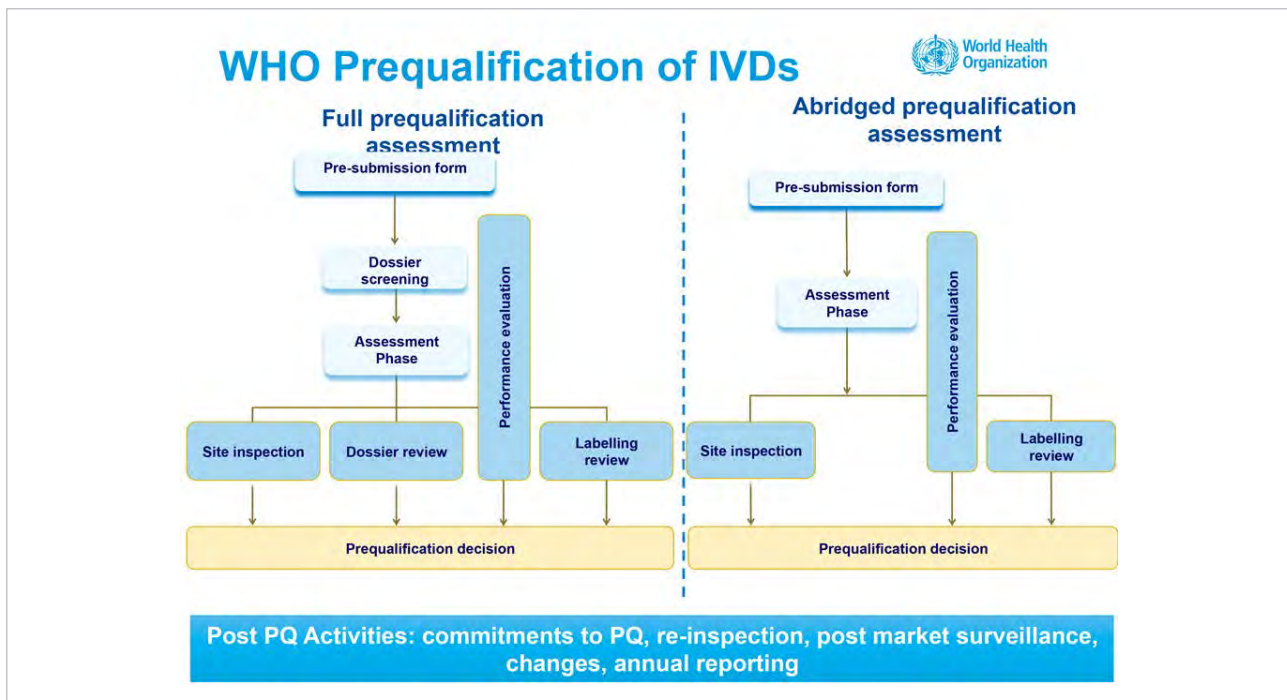 WHO Prequalification of IVDs
World Health
Organization
Full prequalification
assessment
Pre-submission form
Dossier
screening
Assessment
Phase
Performance evaluation
Site inspection
Dossier review
Labelling
review
Prequalification decision
Abridged prequalification
assessment
Pre-submission form
Assessment
Phase
Performance evaluation
Site inspection
Labelling
review
Prequalification decision
Post PQ Activities: commitments to PQ, re-inspection, post market surveillance,
changes, annual reporting